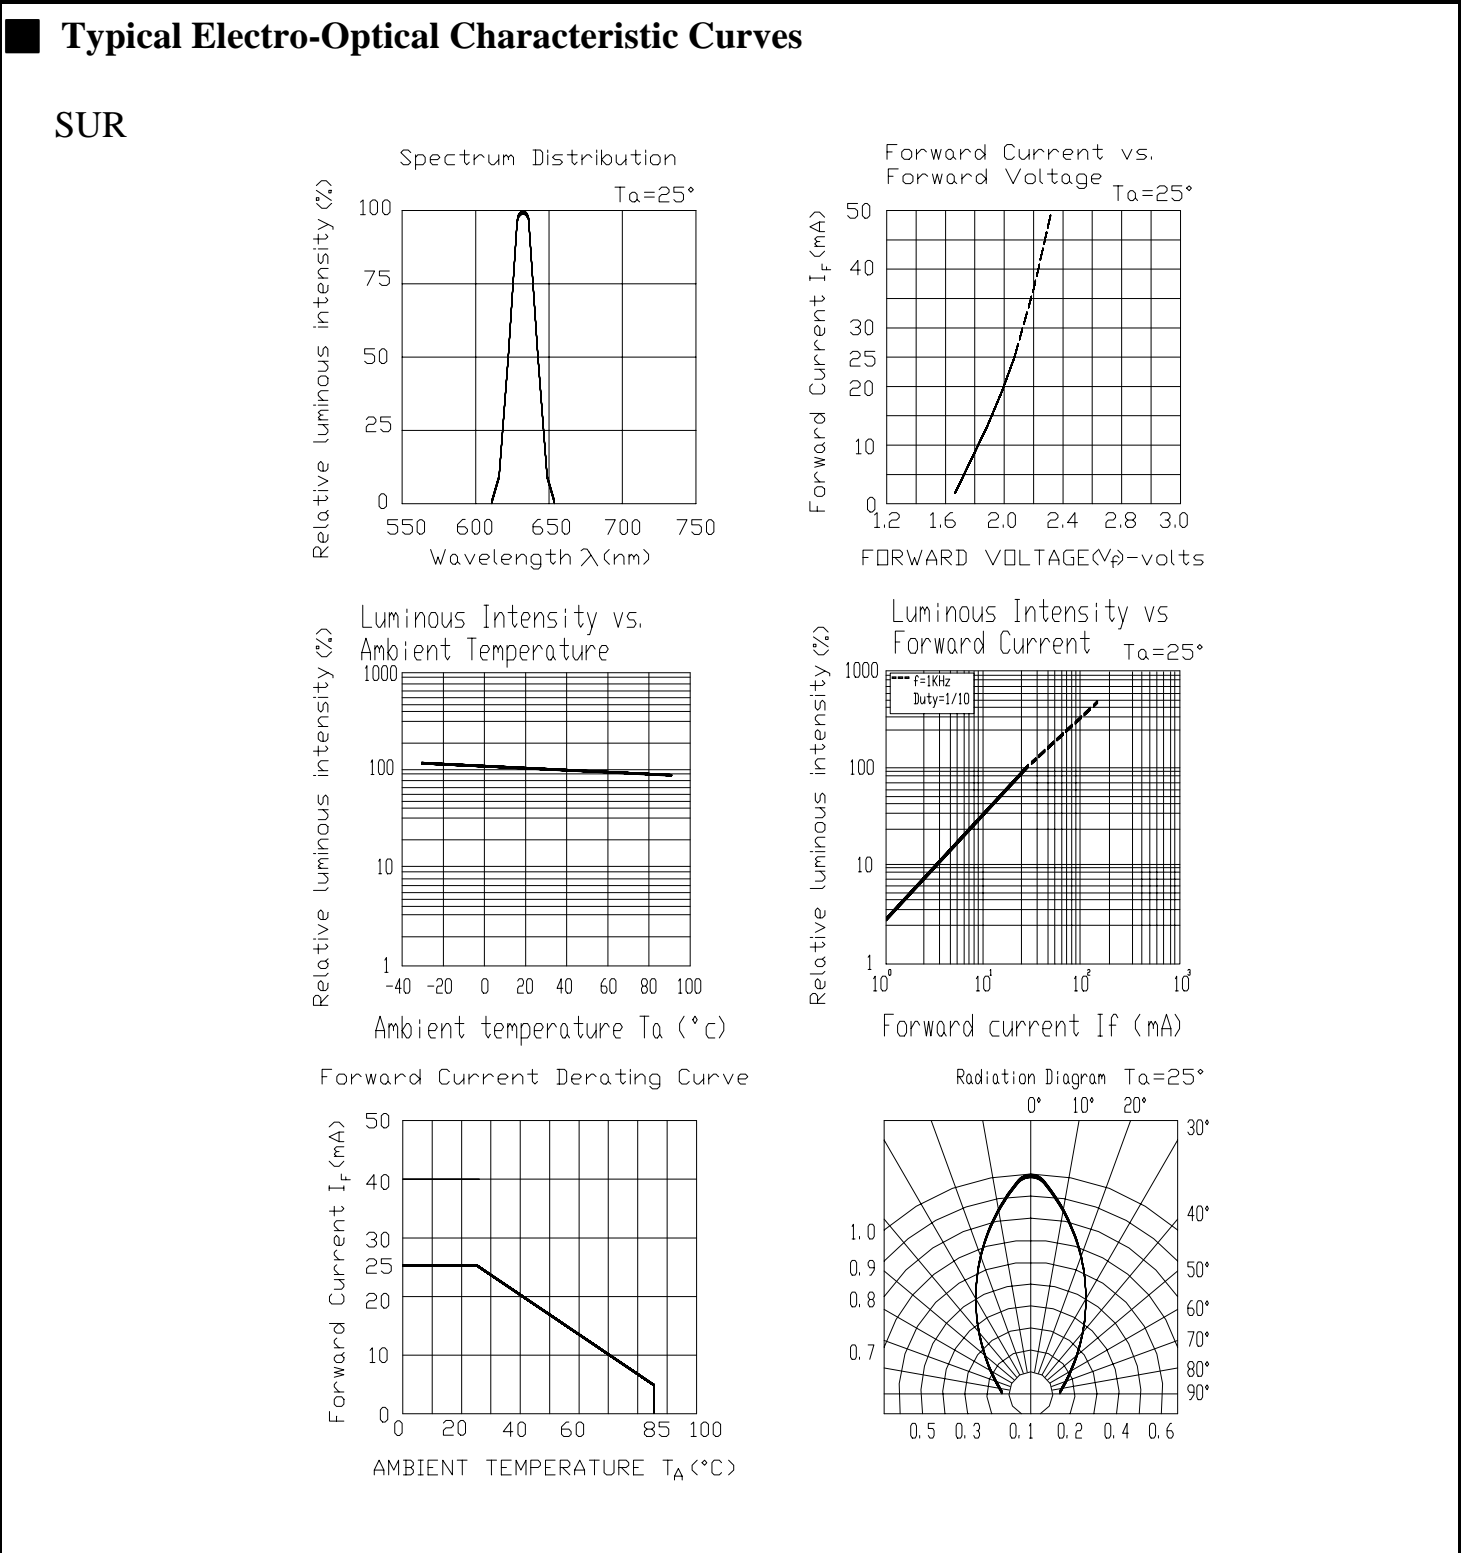 Typical Electro-Optical Characteristic Curves
SUR
Spectrum Distribution
Ta=25°
Relative luminous intensity (%)
100
75
50
25
0
550 600 650 700 750
Wavelength λ (nm)
Forward Current vs.
Forward Voltage
Ta=25°
Forward Current IF (mA)
50
40
30
25
20
10
0
1.2 1.6 2.0 2.4 2.8 3.0
FORWARD VOLTAGE(VF)-volts
Luminous Intensity vs.
Ambient Temperature
Relative luminous intensity (%)
1000
100
10
1
-40 -20 0 20 40 60 80 100
Ambient temperature Ta (°c)
Luminous Intensity vs
Forward Current
Ta=25°
Relative luminous intensity (%)
1000
f=1KHz
Duty=1/10
100
10
1
10⁰ 10¹ 10² 10³
Forward current If (mA)
Forward Current Derating Curve
Forward Current IF (mA)
50
40
30
25
20
10
0
0 20 40 60 85 100
AMBIENT TEMPERATURE TA (°C)
Radiation Diagram Ta=25°
0° 10° 20°
30°
40°
50°
60°
70°
80°
90°
1.0
0.9
0.8
0.7
0.5 0.3 0.1 0.2 0.4 0.6